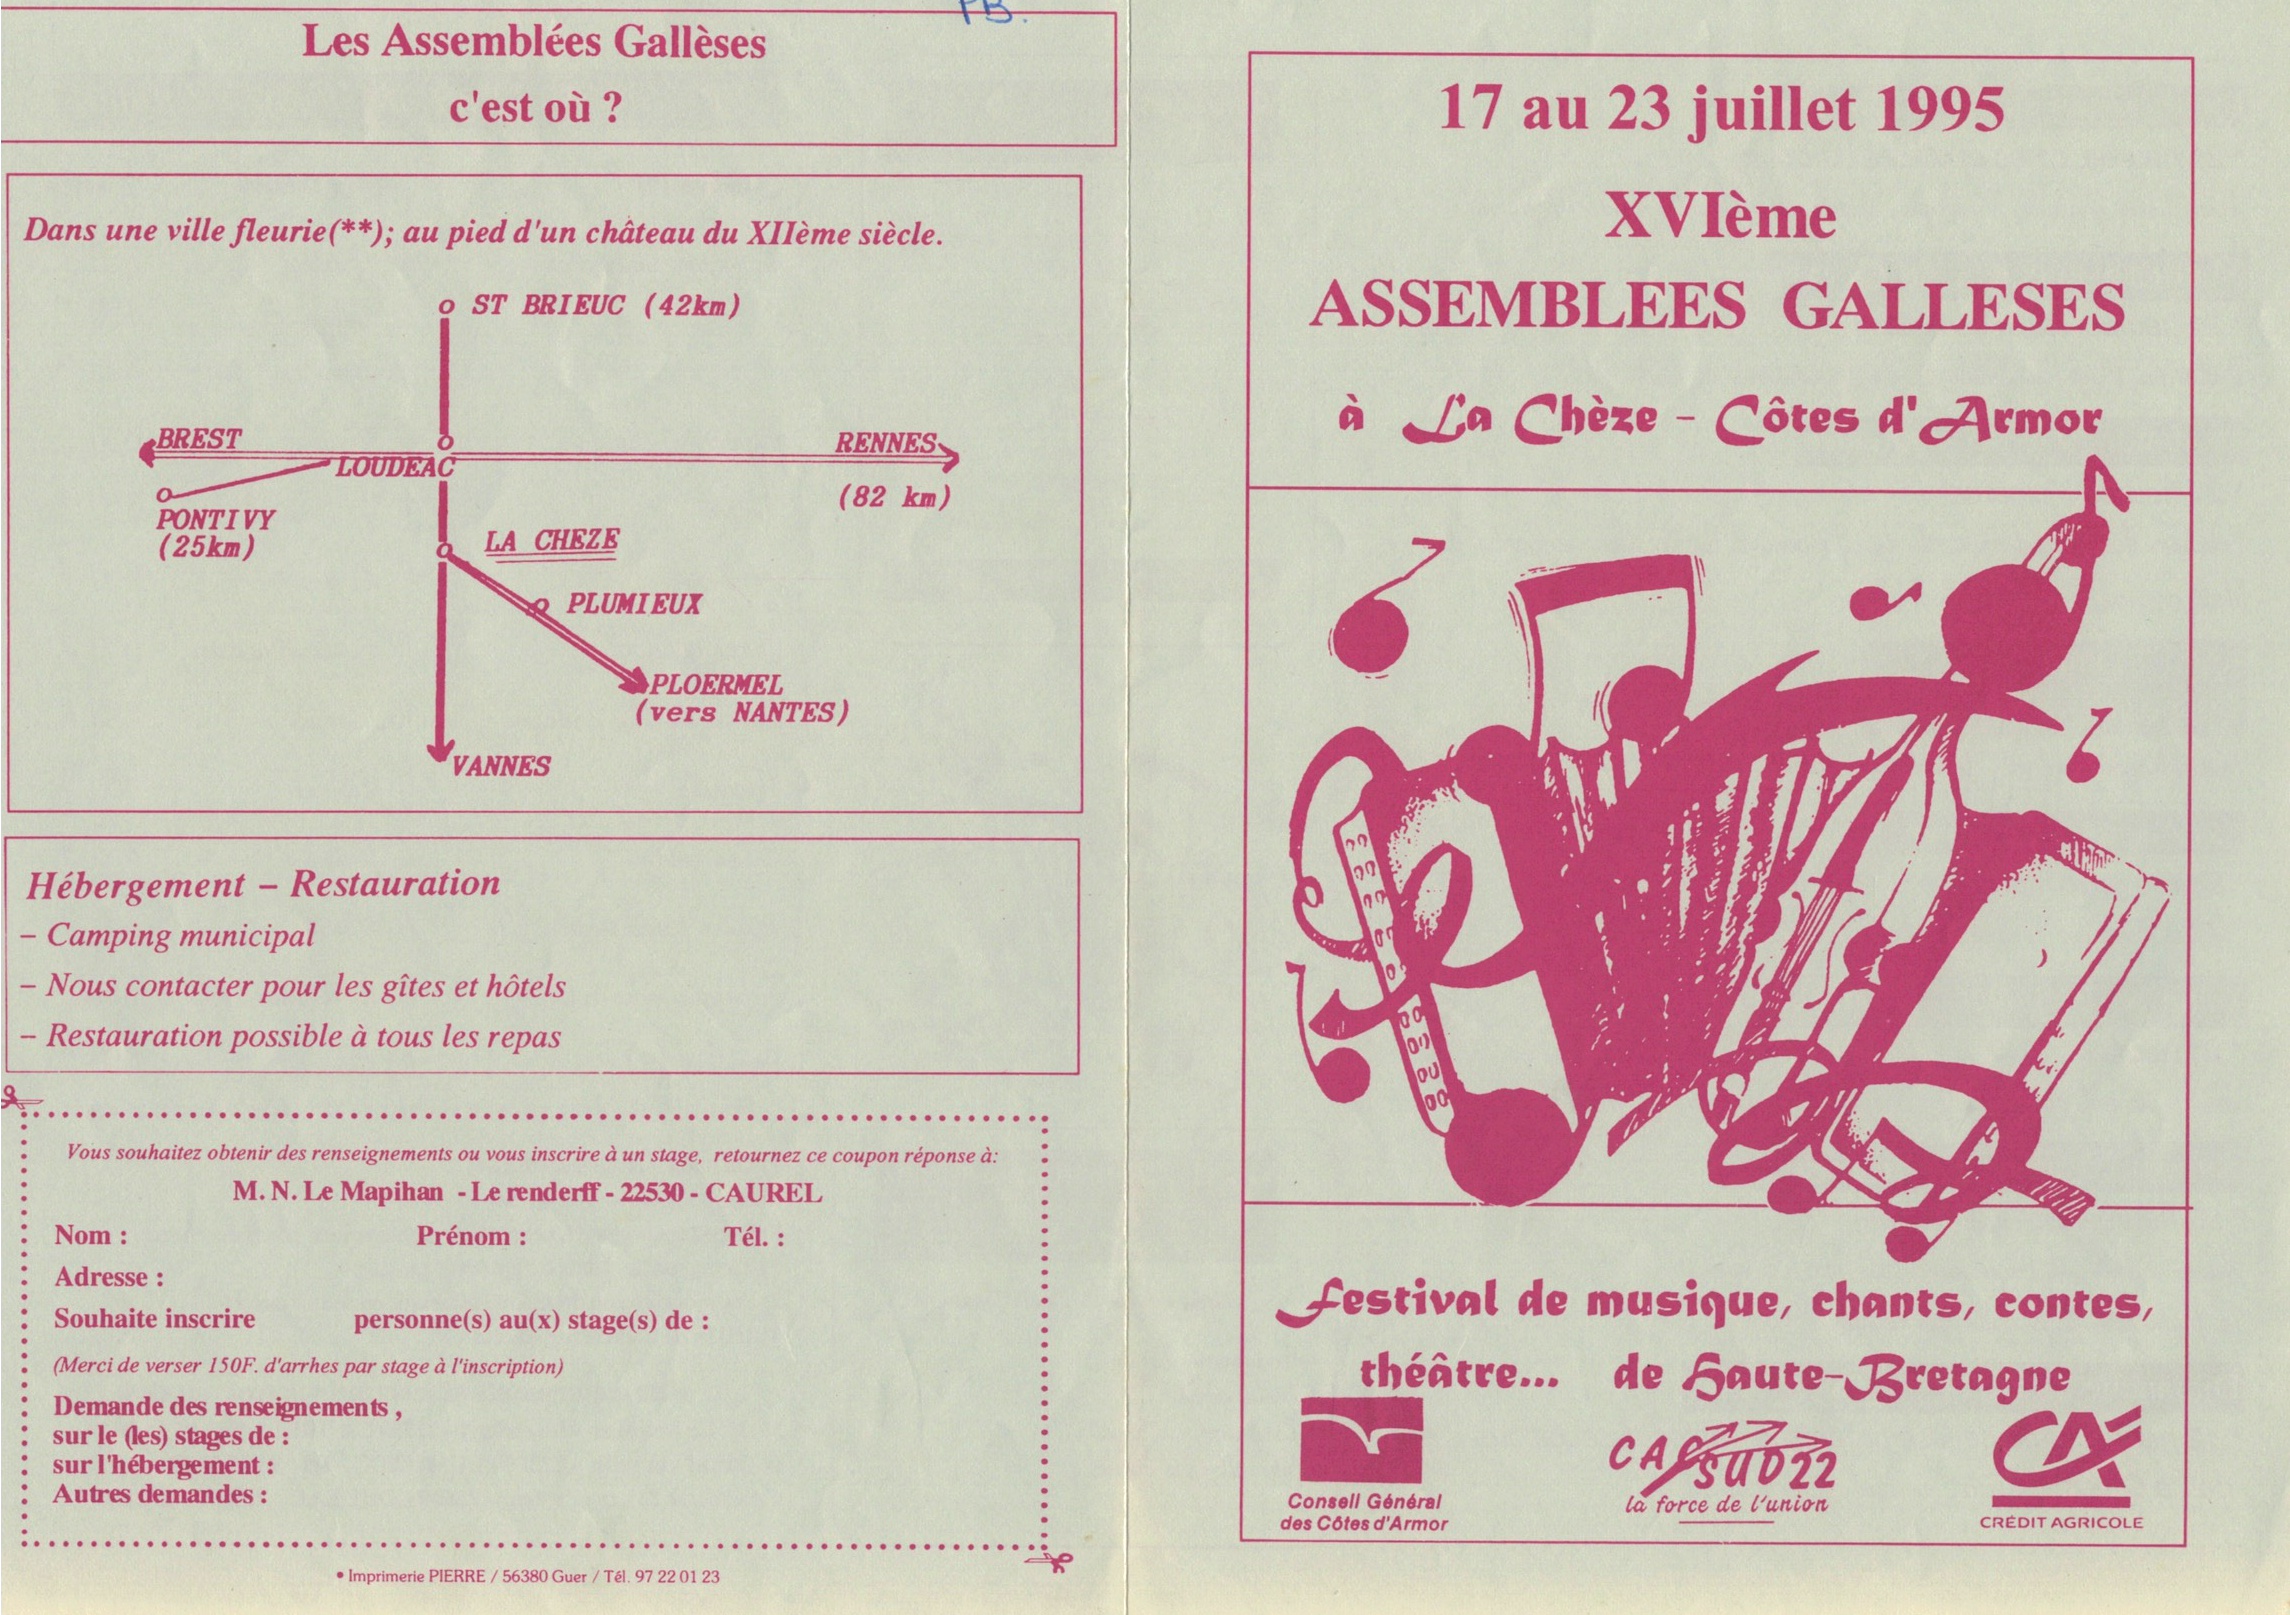 PB.
Les Assemblées Gallèses
c'est où ?
Dans une ville fleurie(**); au pied d'un château du XIIème siècle.
ST BRIEUC (42km)
BREST
RENNES
LOUDEAC
(82 km)
PONTIVY
(25km)
LA CHEZE
PLUMIEUX
PLOERMEL
(vers NANTES)
VANNES
Hébergement – Restauration
– Camping municipal
– Nous contacter pour les gîtes et hôtels
– Restauration possible à tous les repas
Vous souhaitez obtenir des renseignements ou vous inscrire à un stage, retournez ce coupon réponse à:
M. N. Le Mapihan - Le renderff - 22530 - CAUREL
Nom : Prénom : Tél. :
Adresse :
Souhaite inscrire personne(s) au(x) stage(s) de :
(Merci de verser 150F. d'arrhes par stage à l'inscription)
Demande des renseignements ,
sur le (les) stages de :
sur l'hébergement :
Autres demandes :
• Imprimerie PIERRE / 56380 Guer / Tél. 97 22 01 23
17 au 23 juillet 1995
XVIème
ASSEMBLEES GALLESES
à La Chèze - Côtes d'Armor
festival de musique, chants, contes,
théâtre... de Haute-Bretagne
Conseil Général
des Côtes d'Armor
CAC SUD 22
la force de l'union
CA
CRÉDIT AGRICOLE